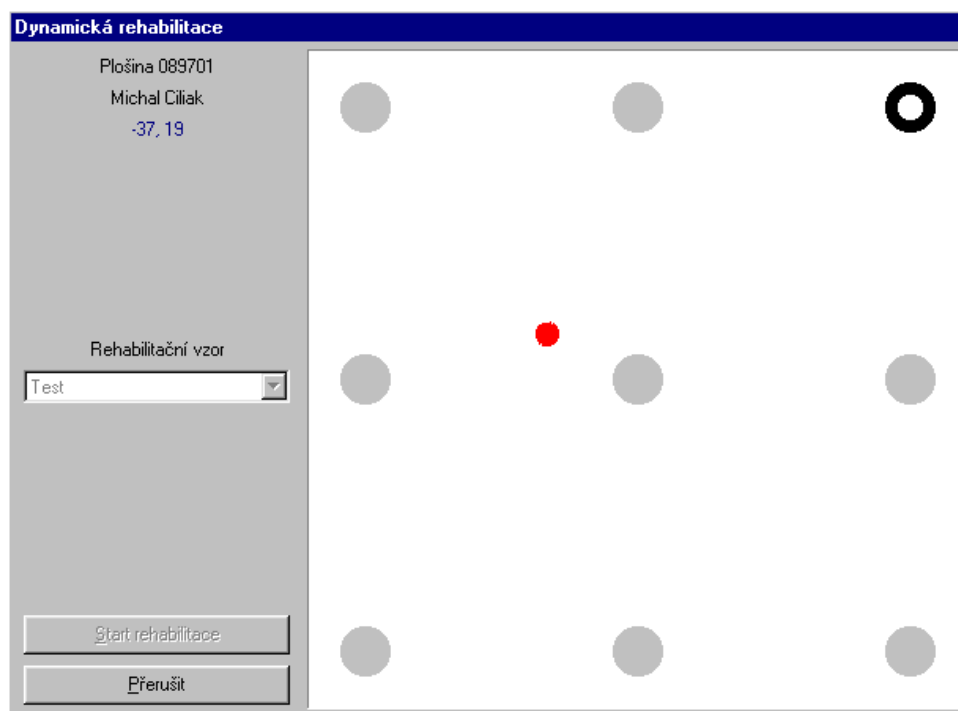 Dynamická rehabilitace
Plošina 089701
Michal Ciliak
-37, 19
Rehabilitační vzor
Test
Start rehabilitace
Přerušit